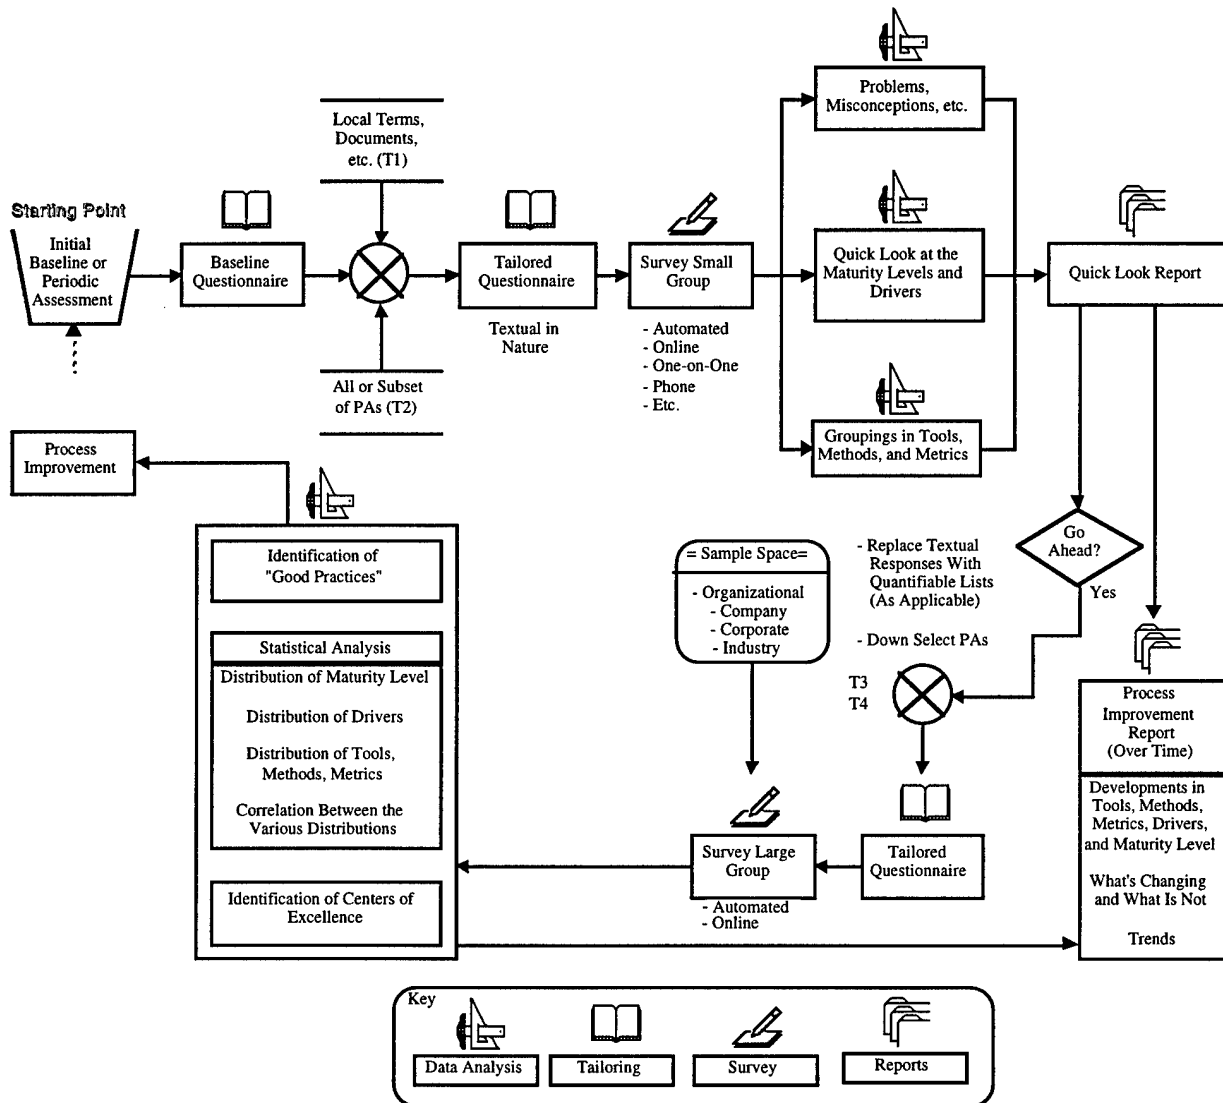 Starting Point
Initial
Baseline or
Periodic
Assessment
Baseline
Questionnaire
Local Terms,
Documents,
etc. (T1)
All or Subset
of PAs (T2)
Tailored
Questionnaire
Textual in
Nature
Survey Small
Group
- Automated
- Online
- One-on-One
- Phone
- Etc.
Problems,
Misconceptions, etc.
Quick Look at the
Maturity Levels and
Drivers
Groupings in Tools,
Methods, and Metrics
Quick Look Report
Go
Ahead?
Yes
- Replace Textual
Responses With
Quantifiable Lists
(As Applicable)
- Down Select PAs
T3
T4
Tailored
Questionnaire
= Sample Space=
- Organizational
- Company
- Corporate
- Industry
Survey Large
Group
- Automated
- Online
Process
Improvement
Identification of
"Good Practices"
Statistical Analysis
Distribution of Maturity Level
Distribution of Drivers
Distribution of Tools,
Methods, Metrics
Correlation Between the
Various Distributions
Identification of Centers of
Excellence
Process
Improvement
Report
(Over Time)
Developments in
Tools, Methods,
Metrics, Drivers,
and Maturity Level
What's Changing
and What Is Not
Trends
Key
Data Analysis
Tailoring
Survey
Reports